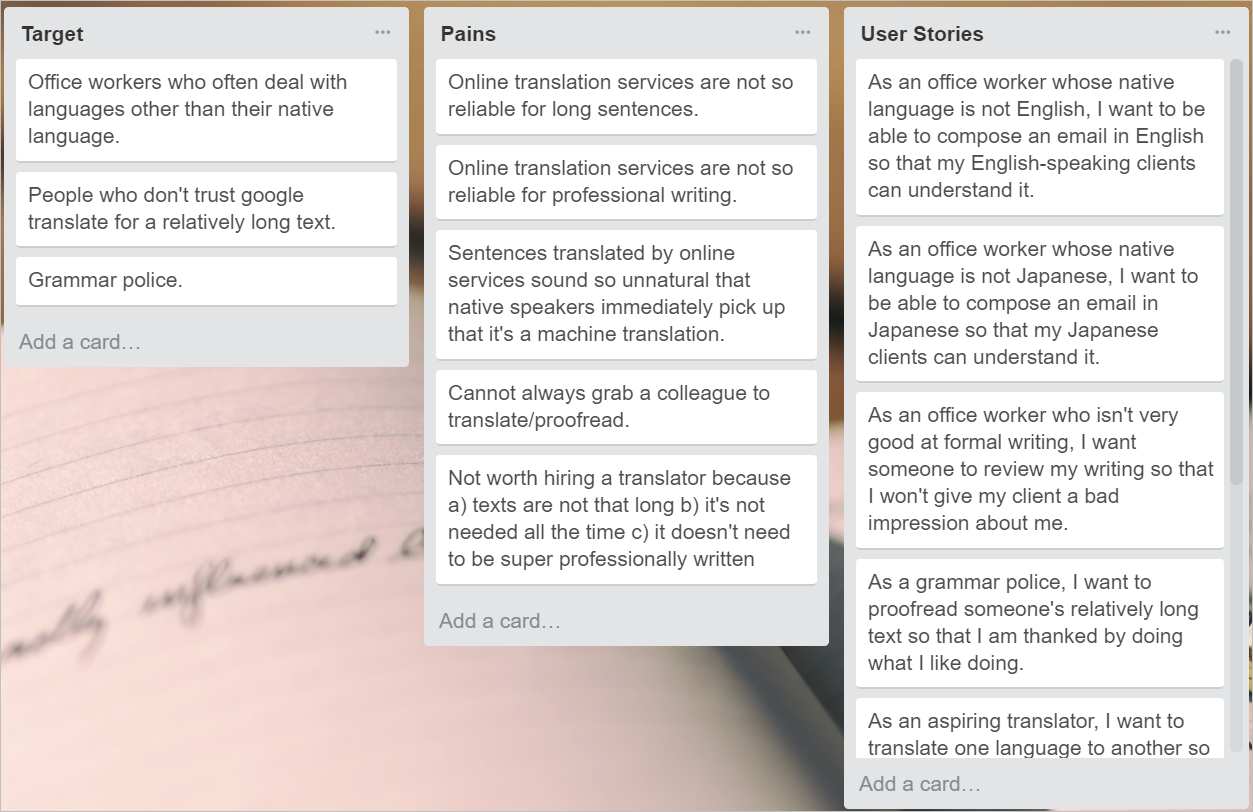 Target
Office workers who often deal with
languages other than their native
language.
People who don't trust google
translate for a relatively long text.
Grammar police.
Add a card…
Pains
Online translation services are not so
reliable for long sentences.
Online translation services are not so
reliable for professional writing.
Sentences translated by online
services sound so unnatural that
native speakers immediately pick up
that it's a machine translation.
Cannot always grab a colleague to
translate/proofread.
Not worth hiring a translator because
a) texts are not that long b) it's not
needed all the time c) it doesn't need
to be super professionally written
Add a card…
User Stories
As an office worker whose native
language is not English, I want to be
able to compose an email in English
so that my English-speaking clients
can understand it.
As an office worker whose native
language is not Japanese, I want to
be able to compose an email in
Japanese so that my Japanese
clients can understand it.
As an office worker who isn't very
good at formal writing, I want
someone to review my writing so that
I won't give my client a bad
impression about me.
As a grammar police, I want to
proofread someone's relatively long
text so that I am thanked by doing
what I like doing.
As an aspiring translator, I want to
translate one language to another so
Add a card…
influenced